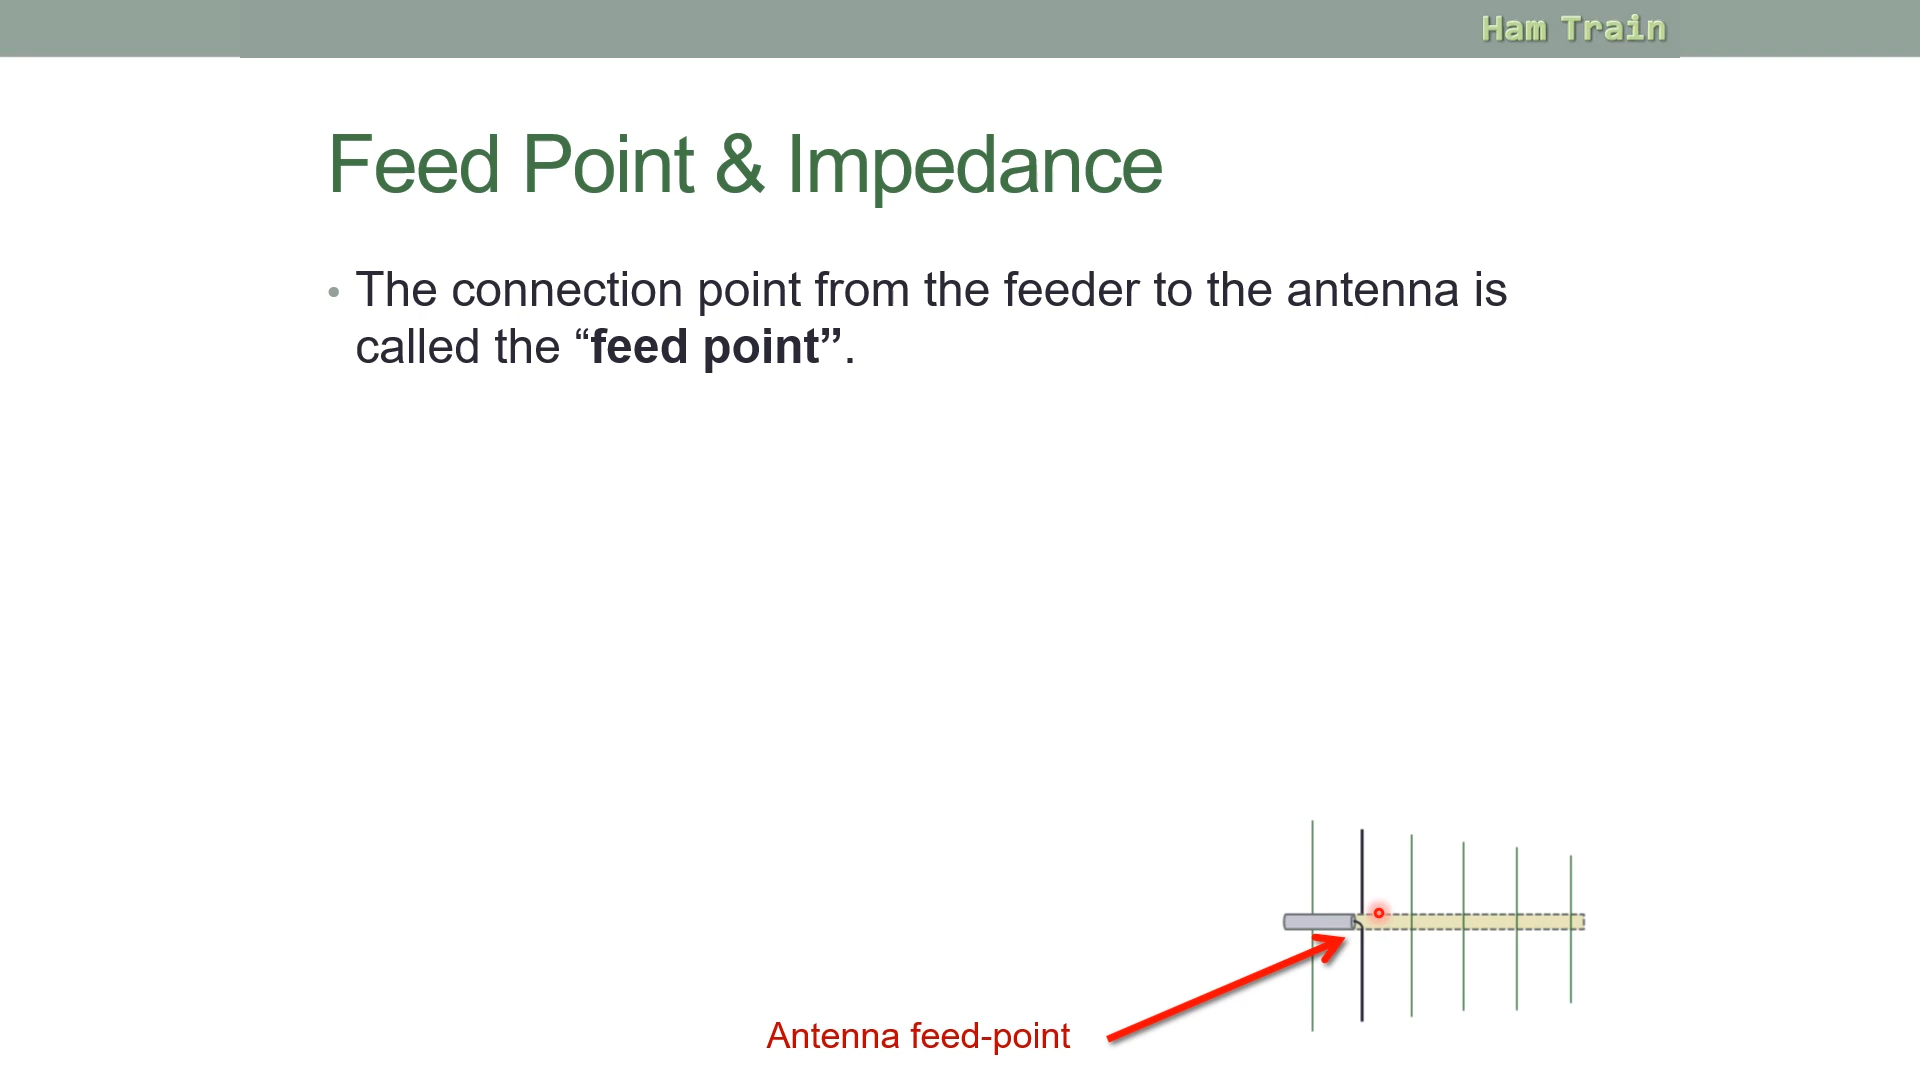 Ham Train
Feed Point & Impedance
• The connection point from the feeder to the antenna is
called the “feed point”.
Antenna feed-point